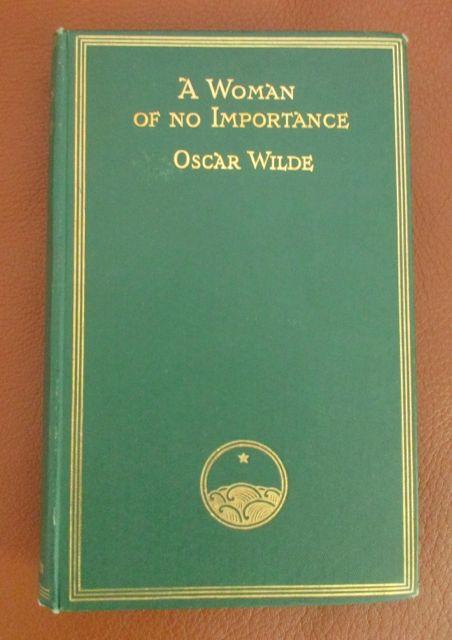 A Woman
of no Importance
Oscar Wilde